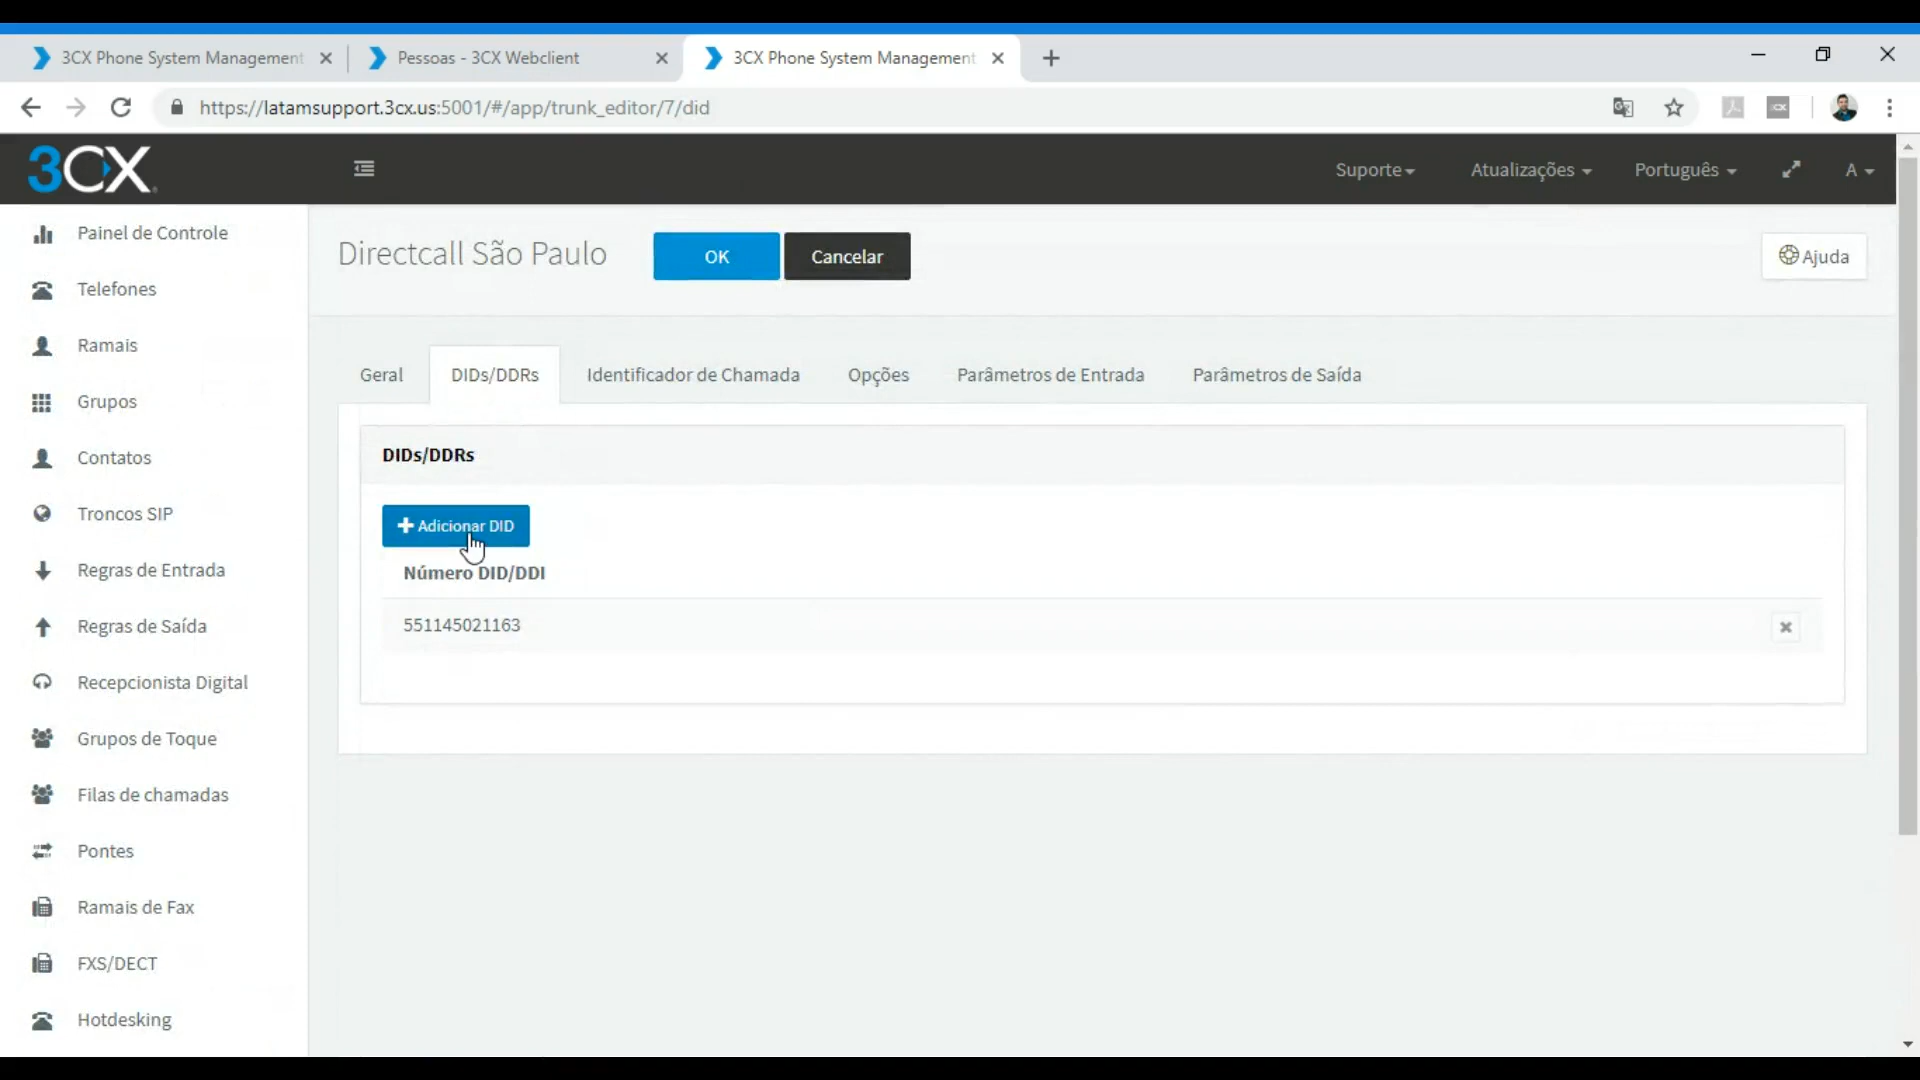 3CX Phone System Management
Pessoas - 3CX Webclient
3CX Phone System Management
https://latamsupport.3cx.us:5001/#/app/trunk_editor/7/did
3CX
Suporte
Atualizações
Português
A
Painel de Controle
Telefones
Ramais
Grupos
Contatos
Troncos SIP
Regras de Entrada
Regras de Saída
Recepcionista Digital
Grupos de Toque
Filas de chamadas
Pontes
Ramais de Fax
FXS/DECT
Hotdesking
Directcall São Paulo
OK
Cancelar
Ajuda
Geral
DIDs/DDRs
Identificador de Chamada
Opções
Parâmetros de Entrada
Parâmetros de Saída
DIDs/DDRs
Adicionar DID
Número DID/DDI
551145021163